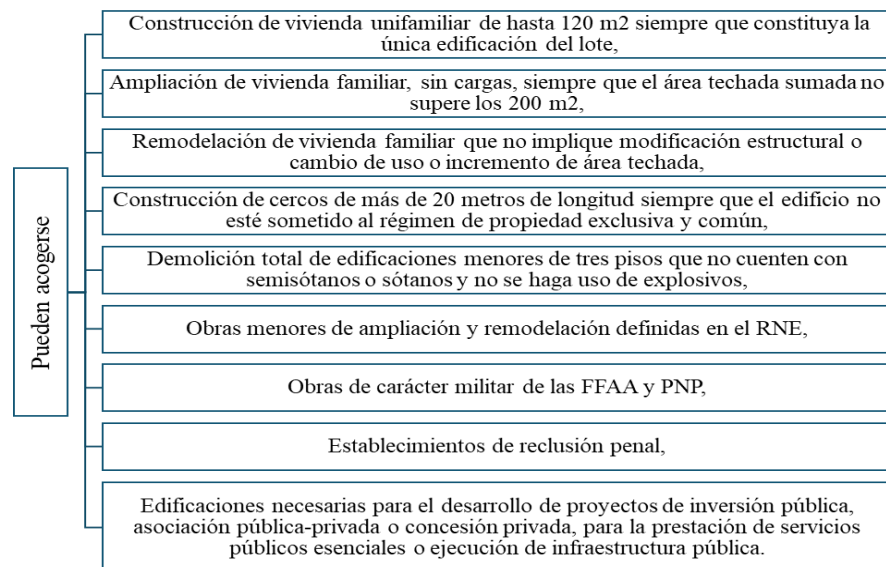 Pueden acogerse
Construcción de vivienda unifamiliar de hasta 120 m2 siempre que constituya la
única edificación del lote,
Ampliación de vivienda familiar, sin cargas, siempre que el área techada sumada no
supere los 200 m2,
Remodelación de vivienda familiar que no implique modificación estructural o
cambio de uso o incremento de área techada,
Construcción de cercos de más de 20 metros de longitud siempre que el edificio no
esté sometido al régimen de propiedad exclusiva y común,
Demolición total de edificaciones menores de tres pisos que no cuenten con
semisótanos o sótanos y no se haga uso de explosivos,
Obras menores de ampliación y remodelación definidas en el RNE,
Obras de carácter militar de las FFAA y PNP,
Establecimientos de reclusión penal,
Edificaciones necesarias para el desarrollo de proyectos de inversión pública,
asociación pública-privada o concesión privada, para la prestación de servicios
públicos esenciales o ejecución de infraestructura pública.